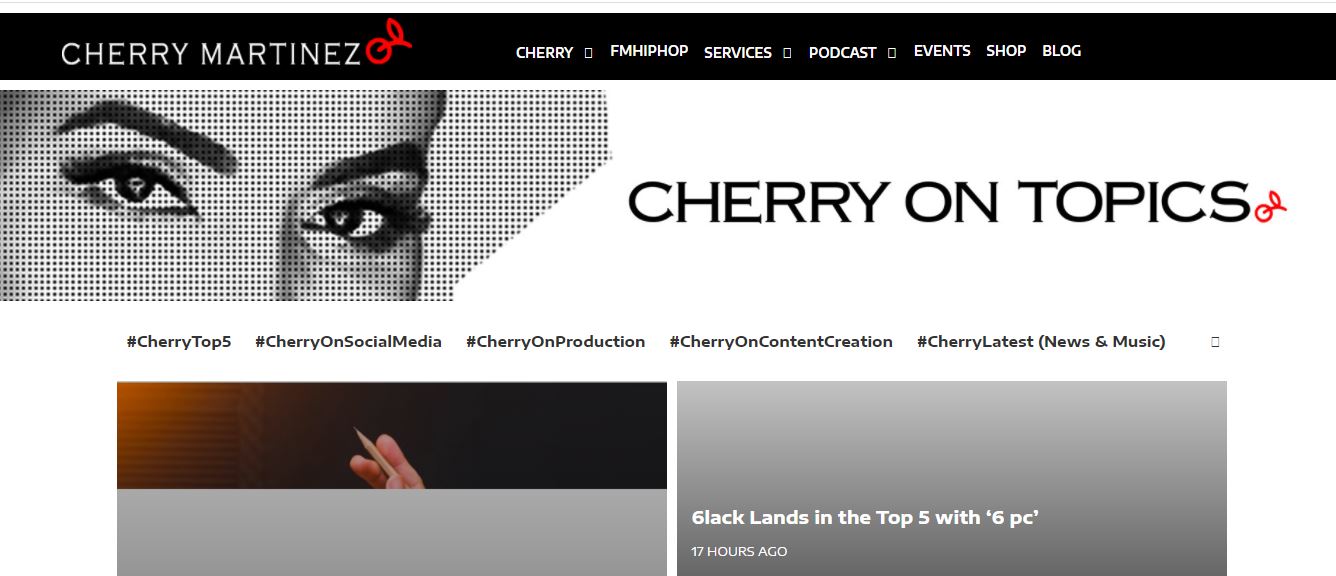 CHERRY MARTINEZ
CHERRY FMHIPHOP SERVICES PODCAST EVENTS SHOP BLOG
CHERRY ON TOPICS
#CherryTop5 #CherryOnSocialMedia #CherryOnProduction #CherryOnContentCreation #CherryLatest (News & Music)
6lack Lands in the Top 5 with ‘6 pc’
17 HOURS AGO